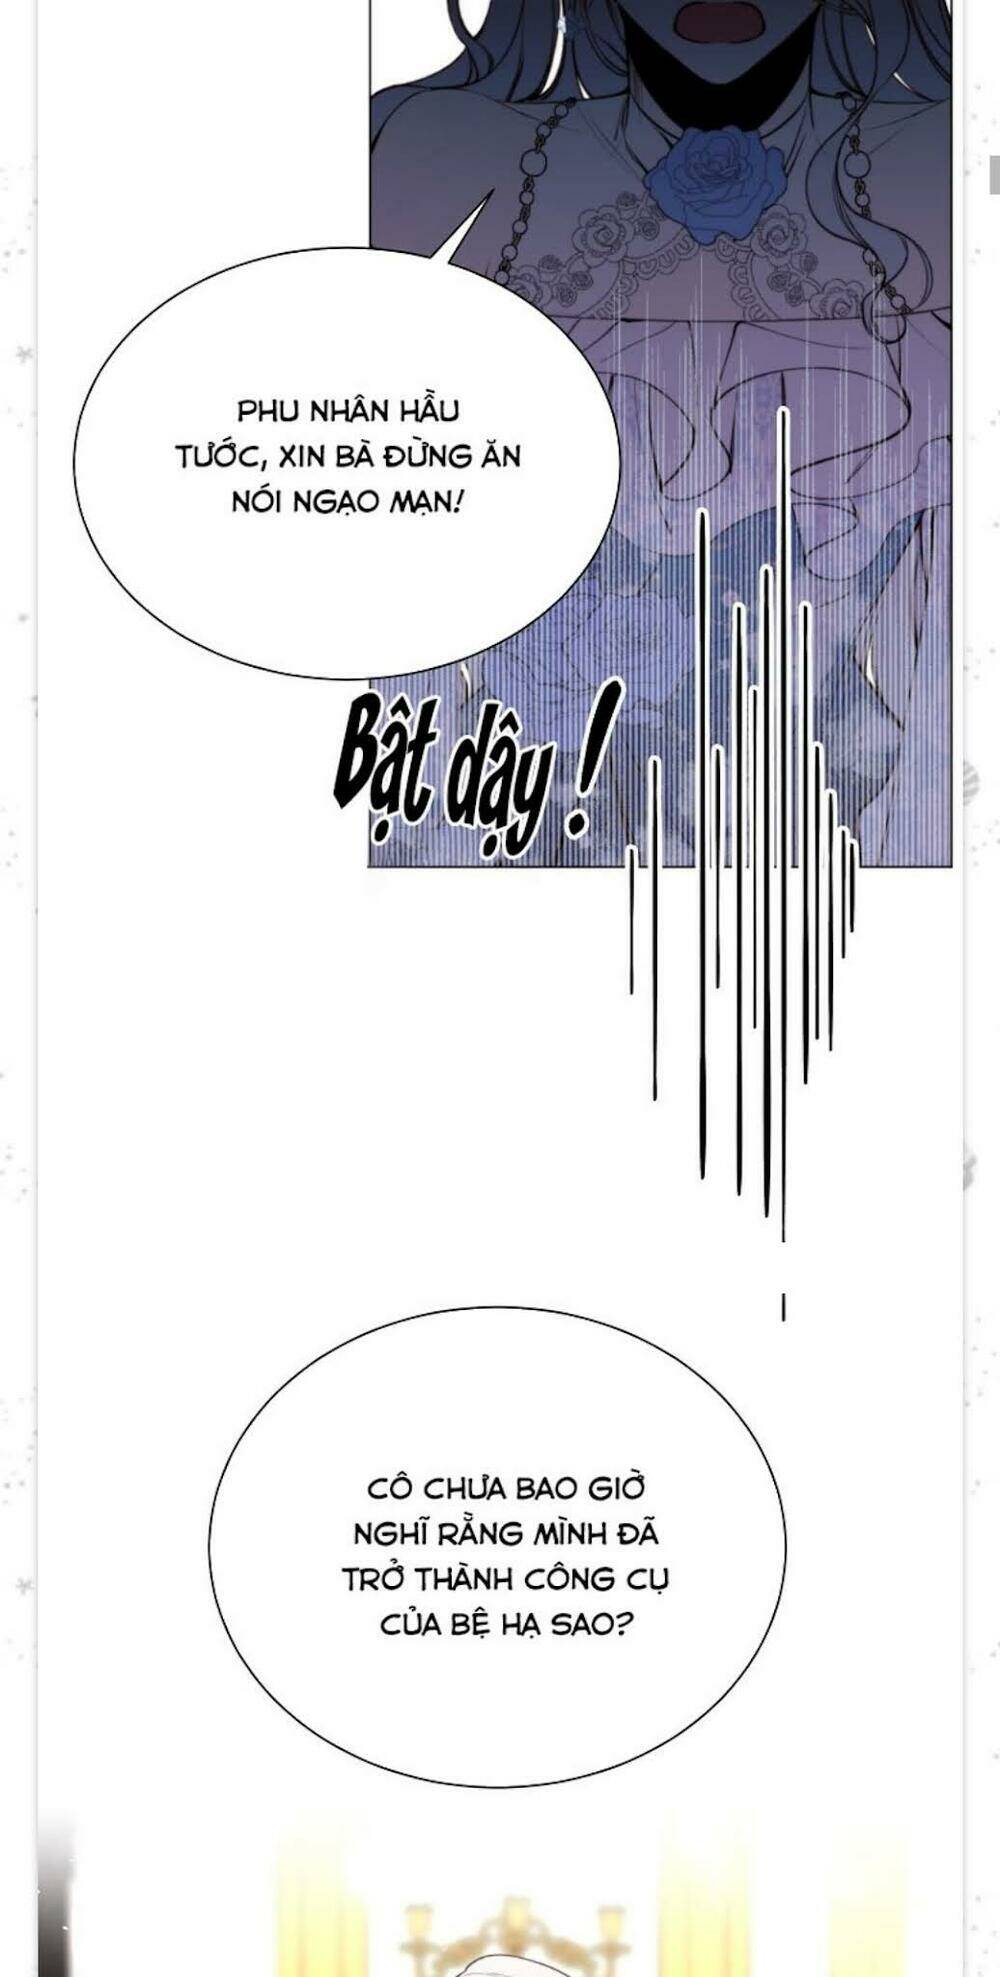 PHU NHÂN HẦU
TƯỚC, XIN BÀ ĐỪNG ĂN
NÓI NGẠO MẠN!
BẬT DẬY!
CÔ CHƯA BAO GIỜ
NGHĨ RẰNG MÌNH ĐÃ
TRỞ THÀNH CÔNG CỤ
CỦA BỆ HẠ SAO?